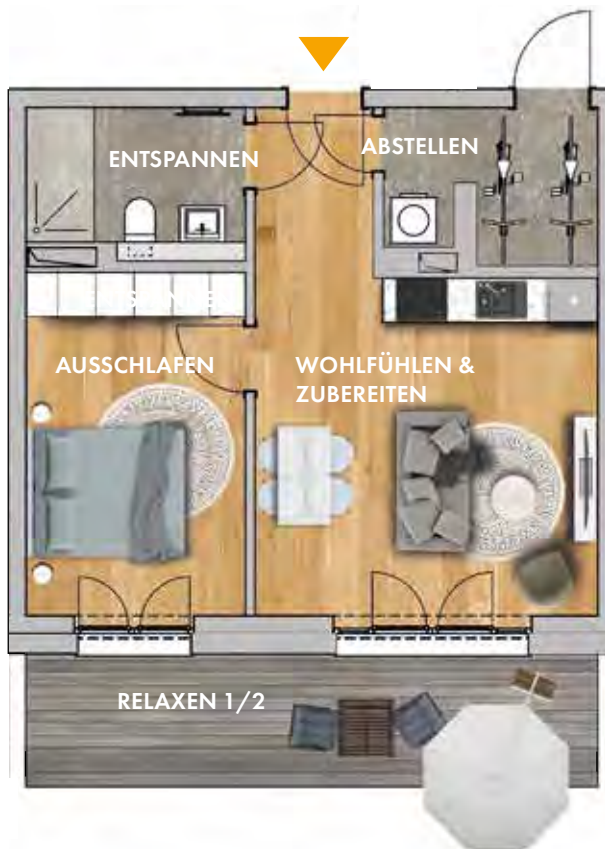 ENTSPANNEN
ABSTELLEN
AUSSCHLAFEN
WOHLFÜHLEN &
ZUBEREITEN
RELAXEN 1/2